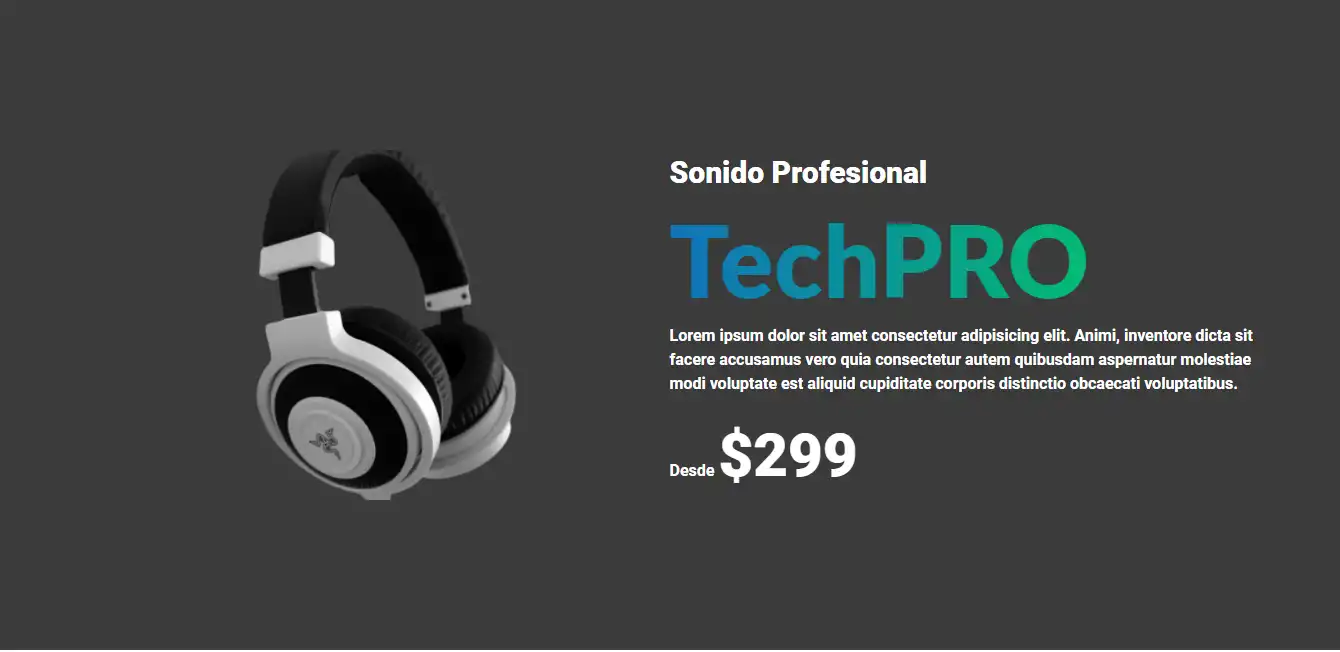 Sonido Profesional
TechPRO
Lorem ipsum dolor sit amet consectetur adipisicing elit. Animi, inventore dicta sit
facere accusamus vero quia consectetur autem quibusdam aspernatur molestiae
modi voluptate est aliquid cupiditate corporis distinctio obcaecati voluptatibus.
Desde $299